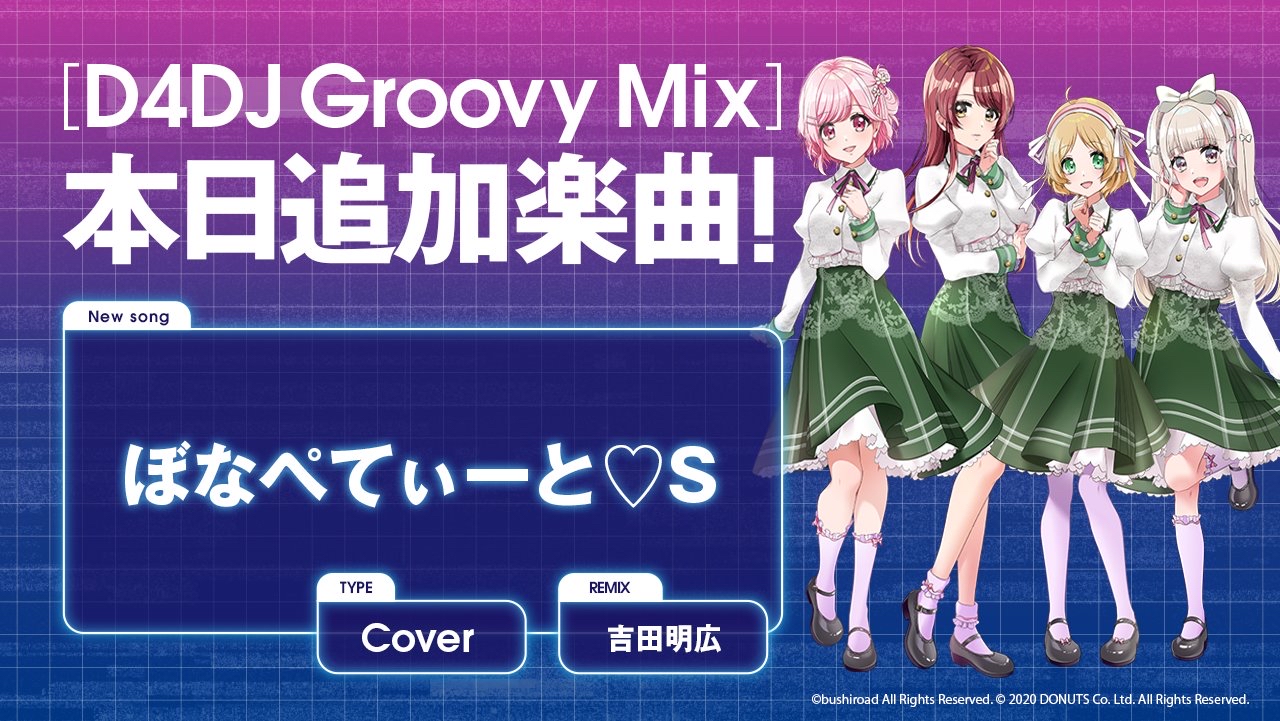 [D4DJ Groovy Mix]
本日追加楽曲!
New song
ぼなぺてぃーと♡S
TYPE
Cover
REMIX
吉田明広
©bushiroad All Rights Reserved. © 2020 DONUTS Co. Ltd. All Rights Reserved.